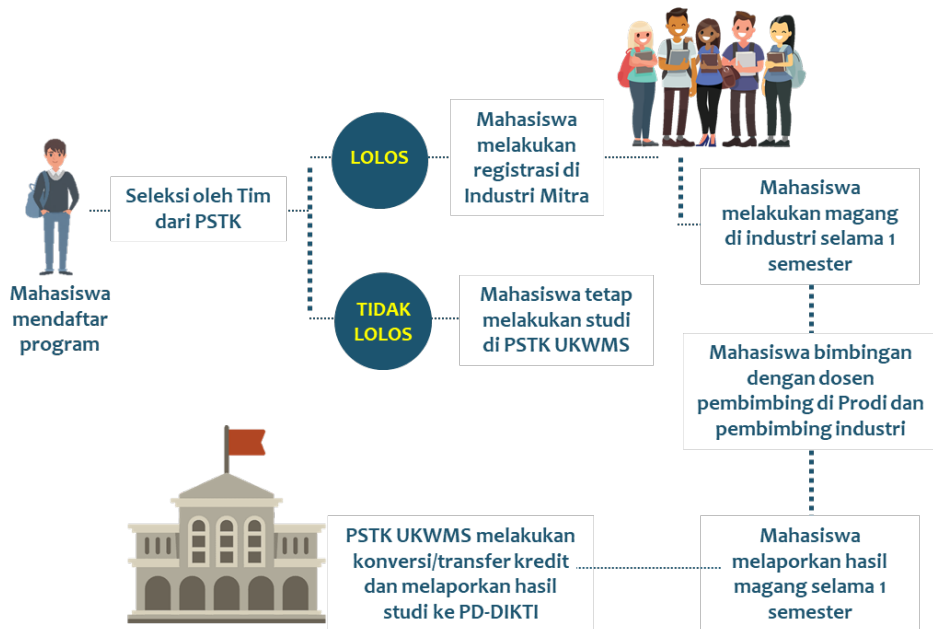 Mahasiswa
mendaftar
program
Seleksi oleh Tim
dari PSTK
LOLOS
Mahasiswa
melakukan
registrasi di
Industri Mitra
TIDAK
LOLOS
Mahasiswa tetap
melakukan studi
di PSTK UKWMS
Mahasiswa
melakukan magang
di industri selama 1
semester
Mahasiswa bimbingan
dengan dosen
pembimbing di Prodi dan
pembimbing industri
Mahasiswa
melaporkan hasil
magang selama 1
semester
PSTK UKWMS melakukan
konversi/transfer kredit
dan melaporkan hasil
studi ke PD-DIKTI